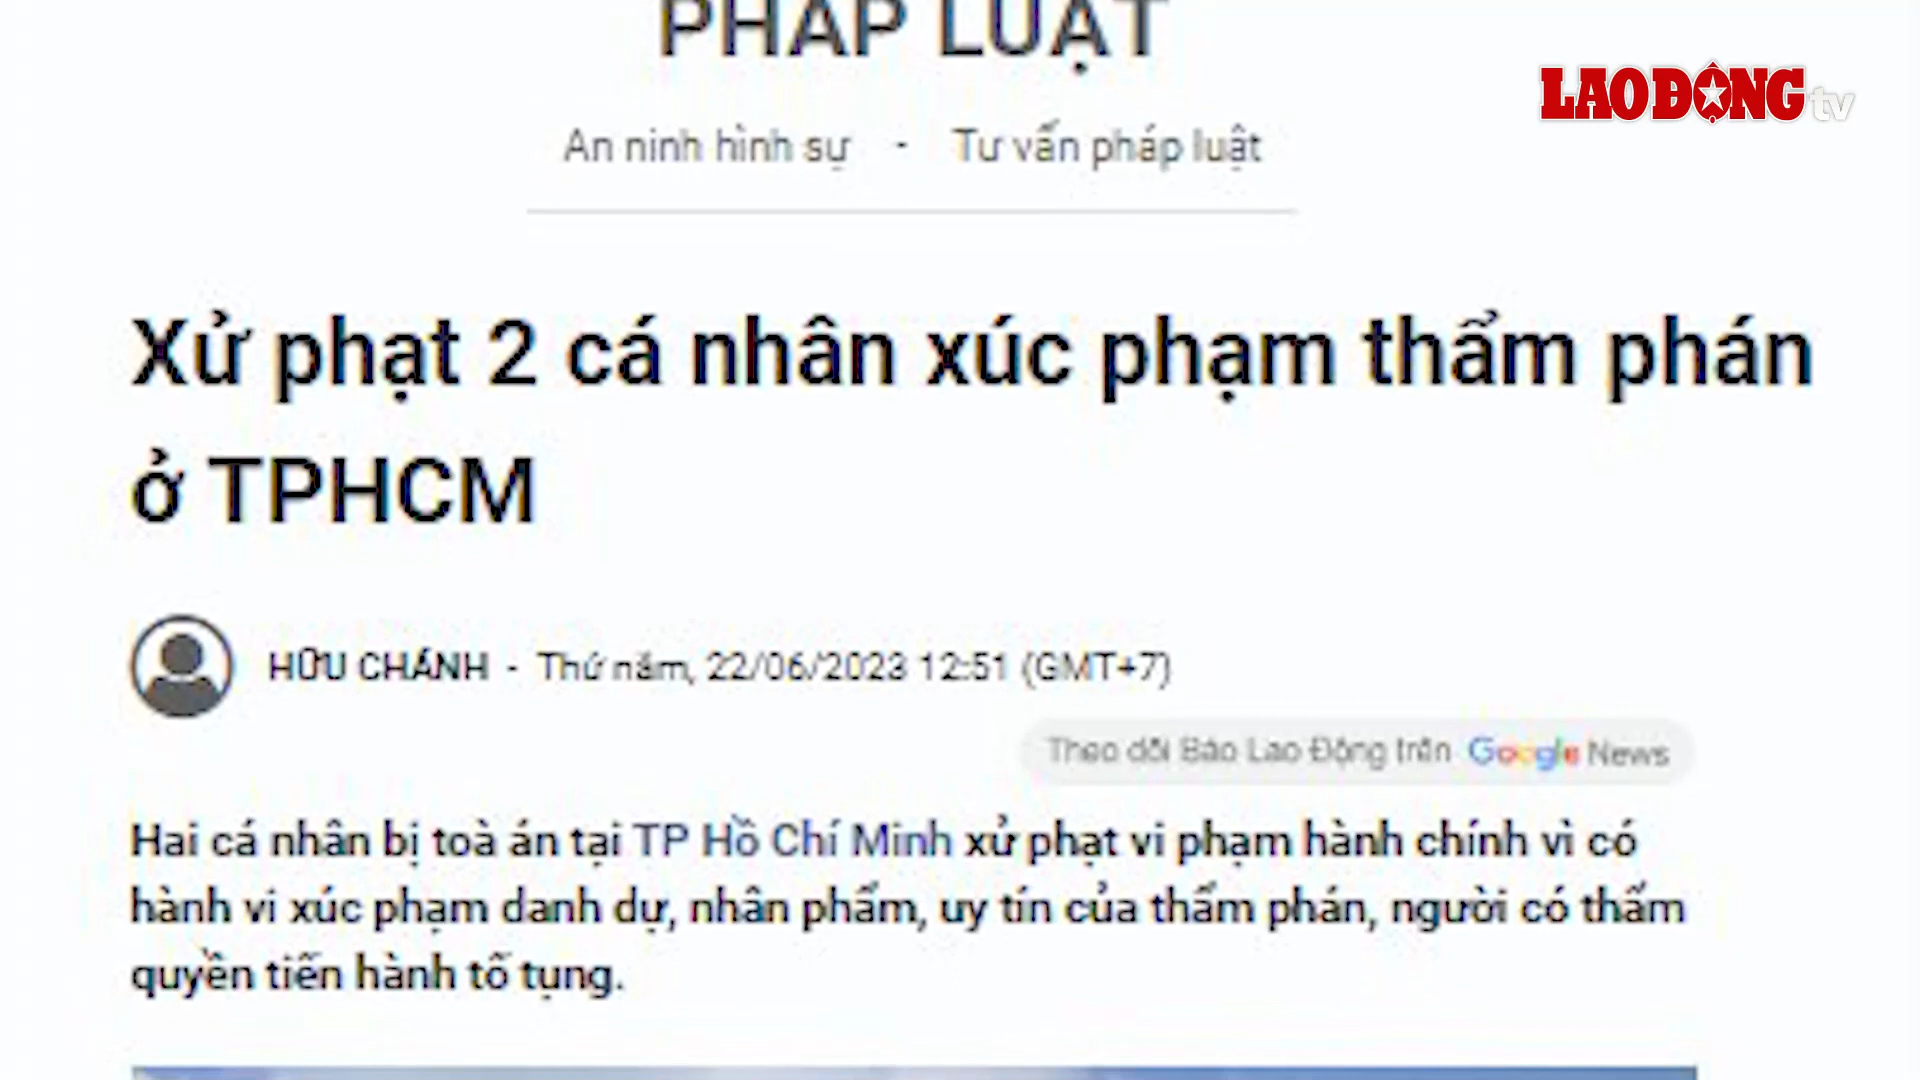 PHÁP LUẬT
LAO ĐỘNG tv
An ninh hình sự - Tư vấn pháp luật
Xử phạt 2 cá nhân xúc phạm thẩm phán
ở TPHCM
HỮU CHÁNH - Thứ năm, 22/06/2023 12:51 (GMT+7)
Theo dõi Báo Lao Động trên Google News
Hai cá nhân bị toà án tại TP Hồ Chí Minh xử phạt vi phạm hành chính vì có
hành vi xúc phạm danh dự, nhân phẩm, uy tín của thẩm phán, người có thẩm
quyền tiến hành tố tụng.